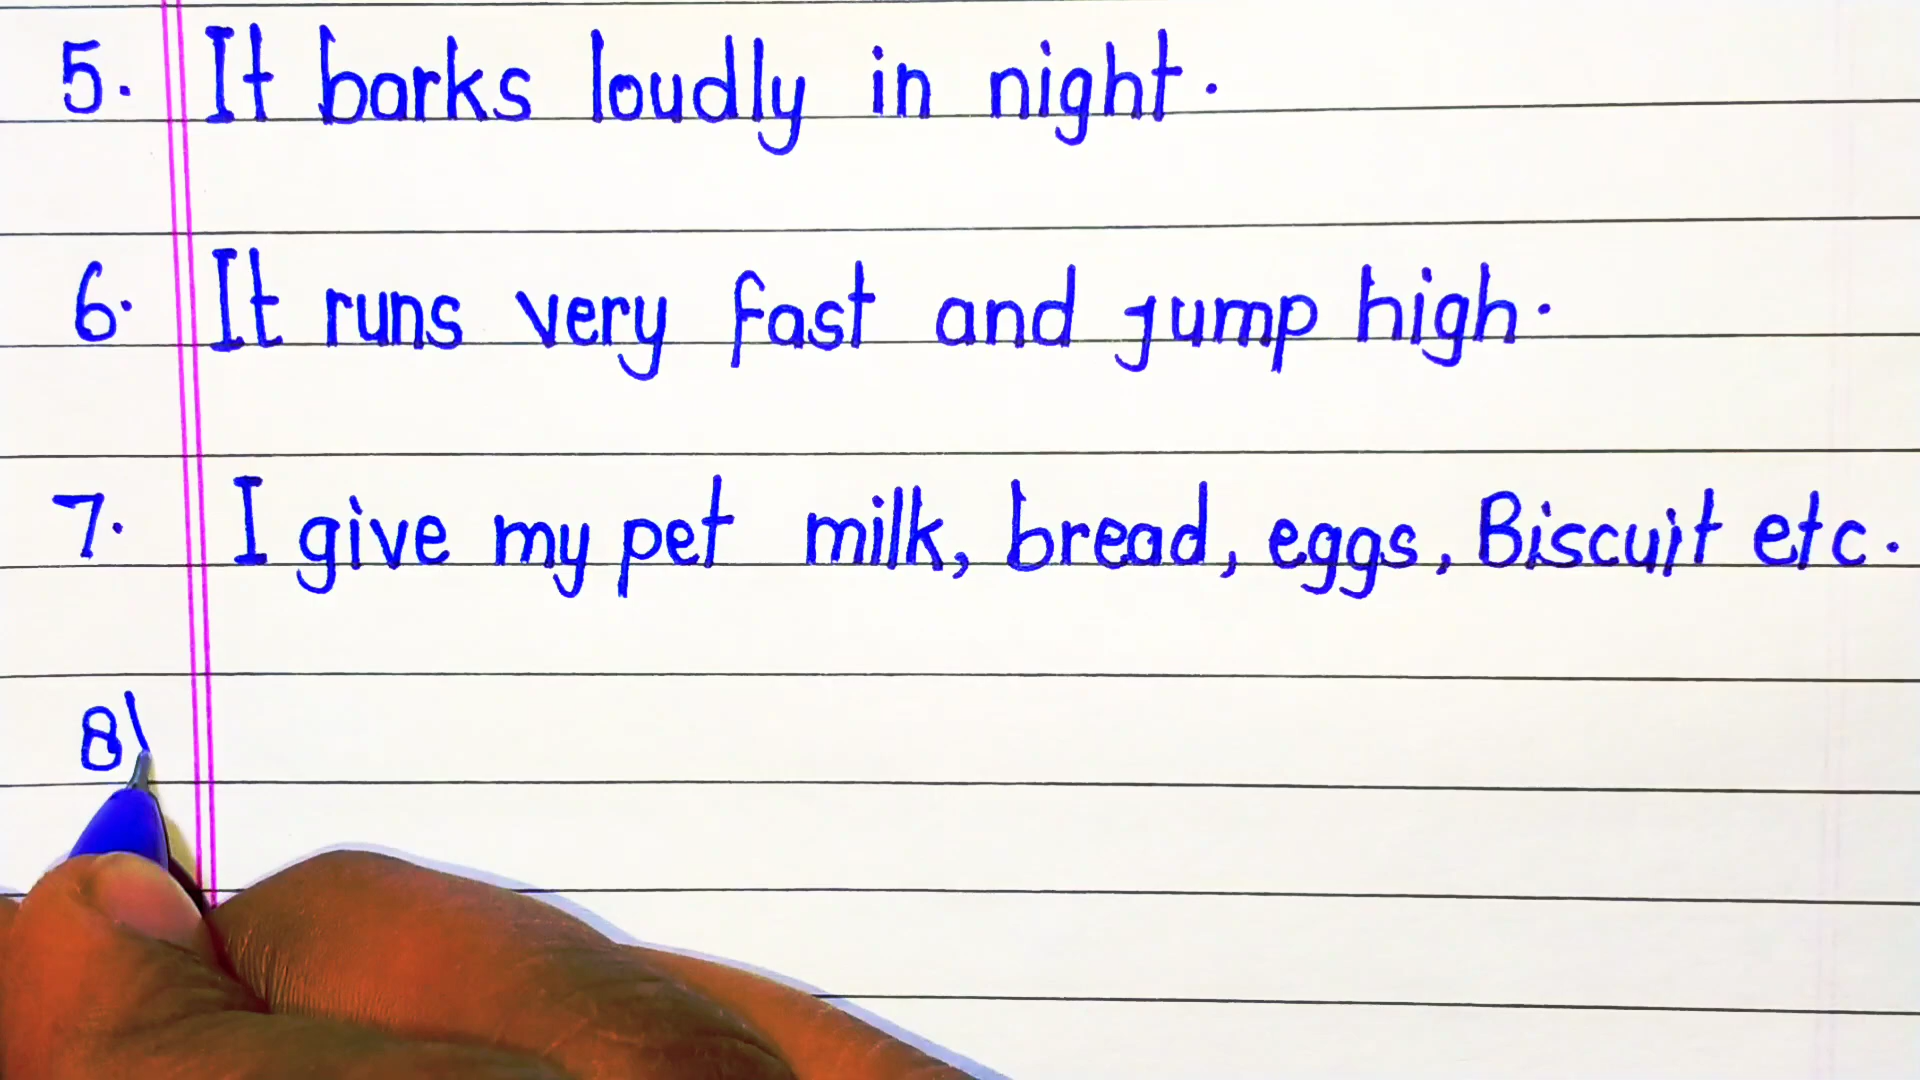 5. It barks loudly in night.
6. It runs very fast and jump high.
7. I give my pet milk, bread, eggs, Biscuit etc.
8\